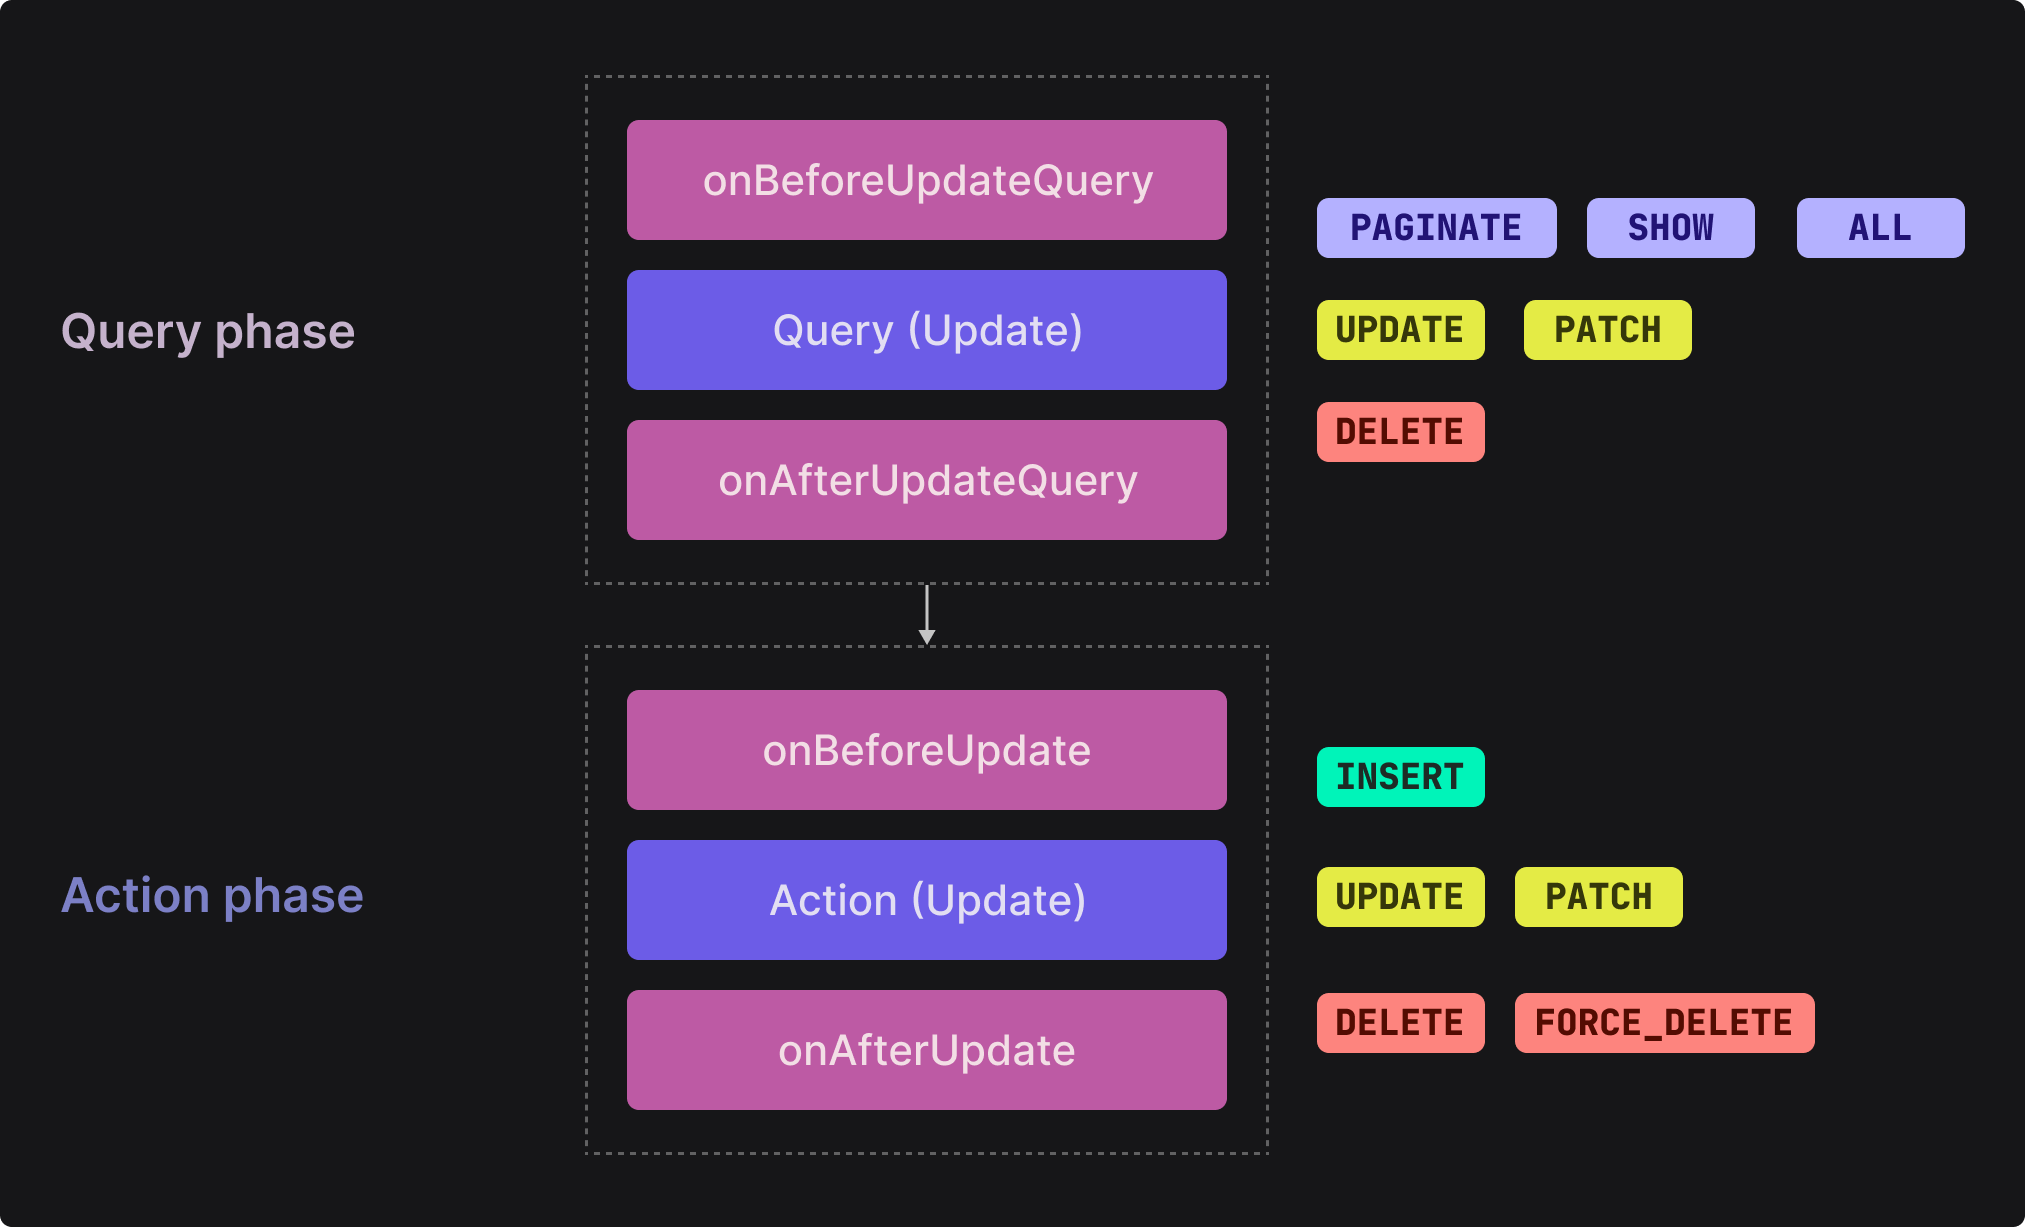 Query phase
onBeforeUpdateQuery
Query (Update)
onAfterUpdateQuery
PAGINATE SHOW ALL
UPDATE PATCH
DELETE
Action phase
onBeforeUpdate
Action (Update)
onAfterUpdate
INSERT
UPDATE PATCH
DELETE FORCE_DELETE